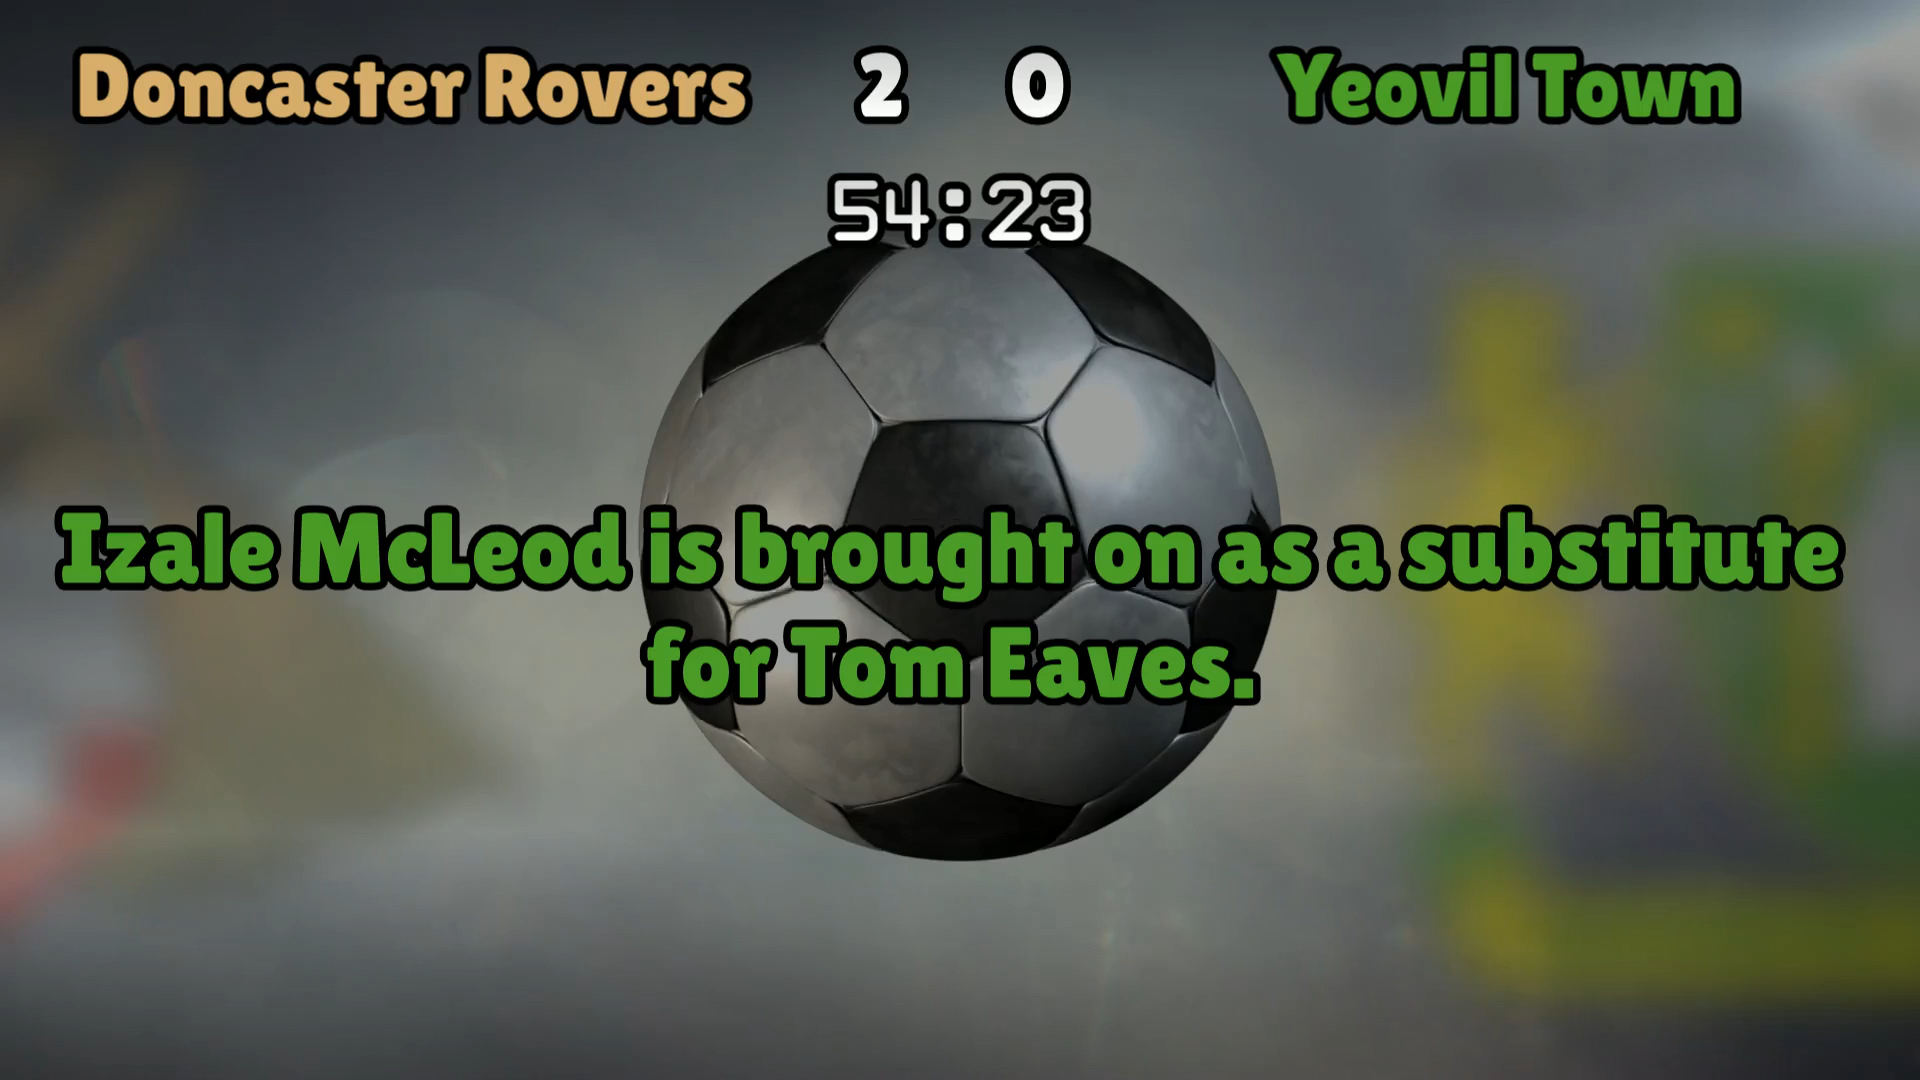 Doncaster Rovers 2 0 Yeovil Town
54:23
Izale McLeod is brought on as a substitute
for Tom Eaves.